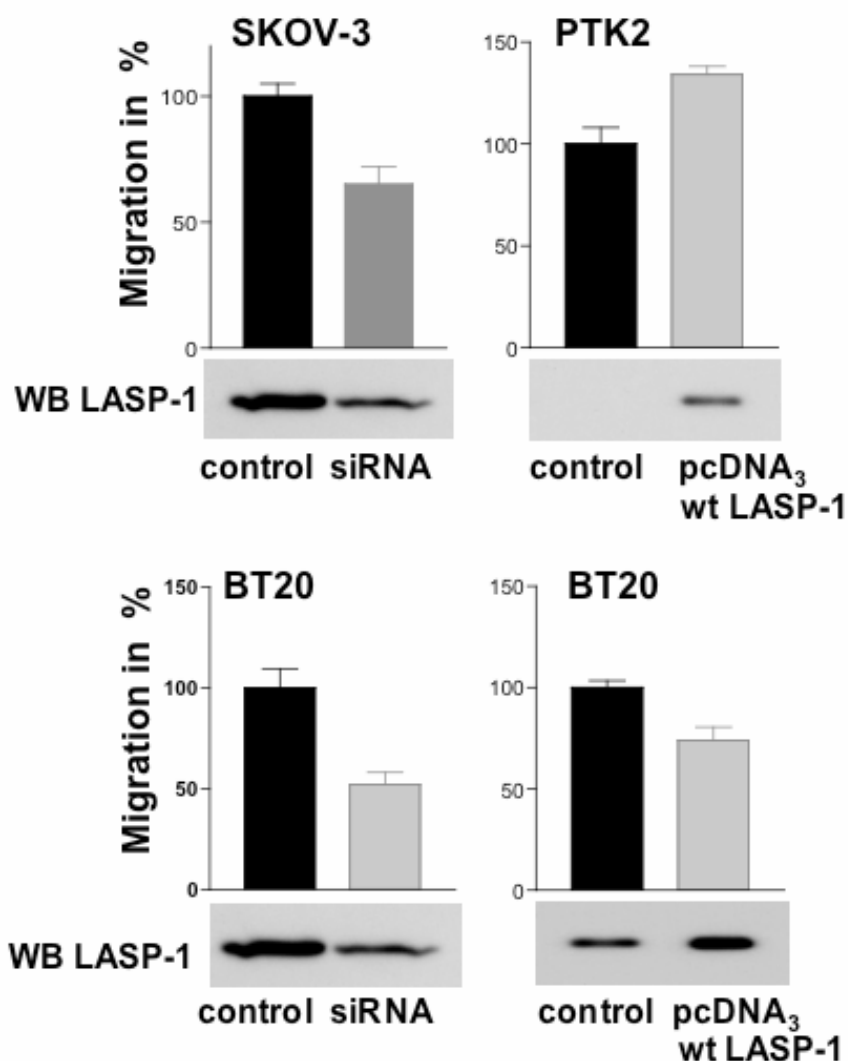 SKOV-3
Migration in %
100
50
0
WB LASP-1
control siRNA
PTK2
150
100
50
0
control pcDNA₃
wt LASP-1
BT20
Migration in %
150
100
50
0
WB LASP-1
control siRNA
BT20
150
100
50
0
control pcDNA₃
wt LASP-1